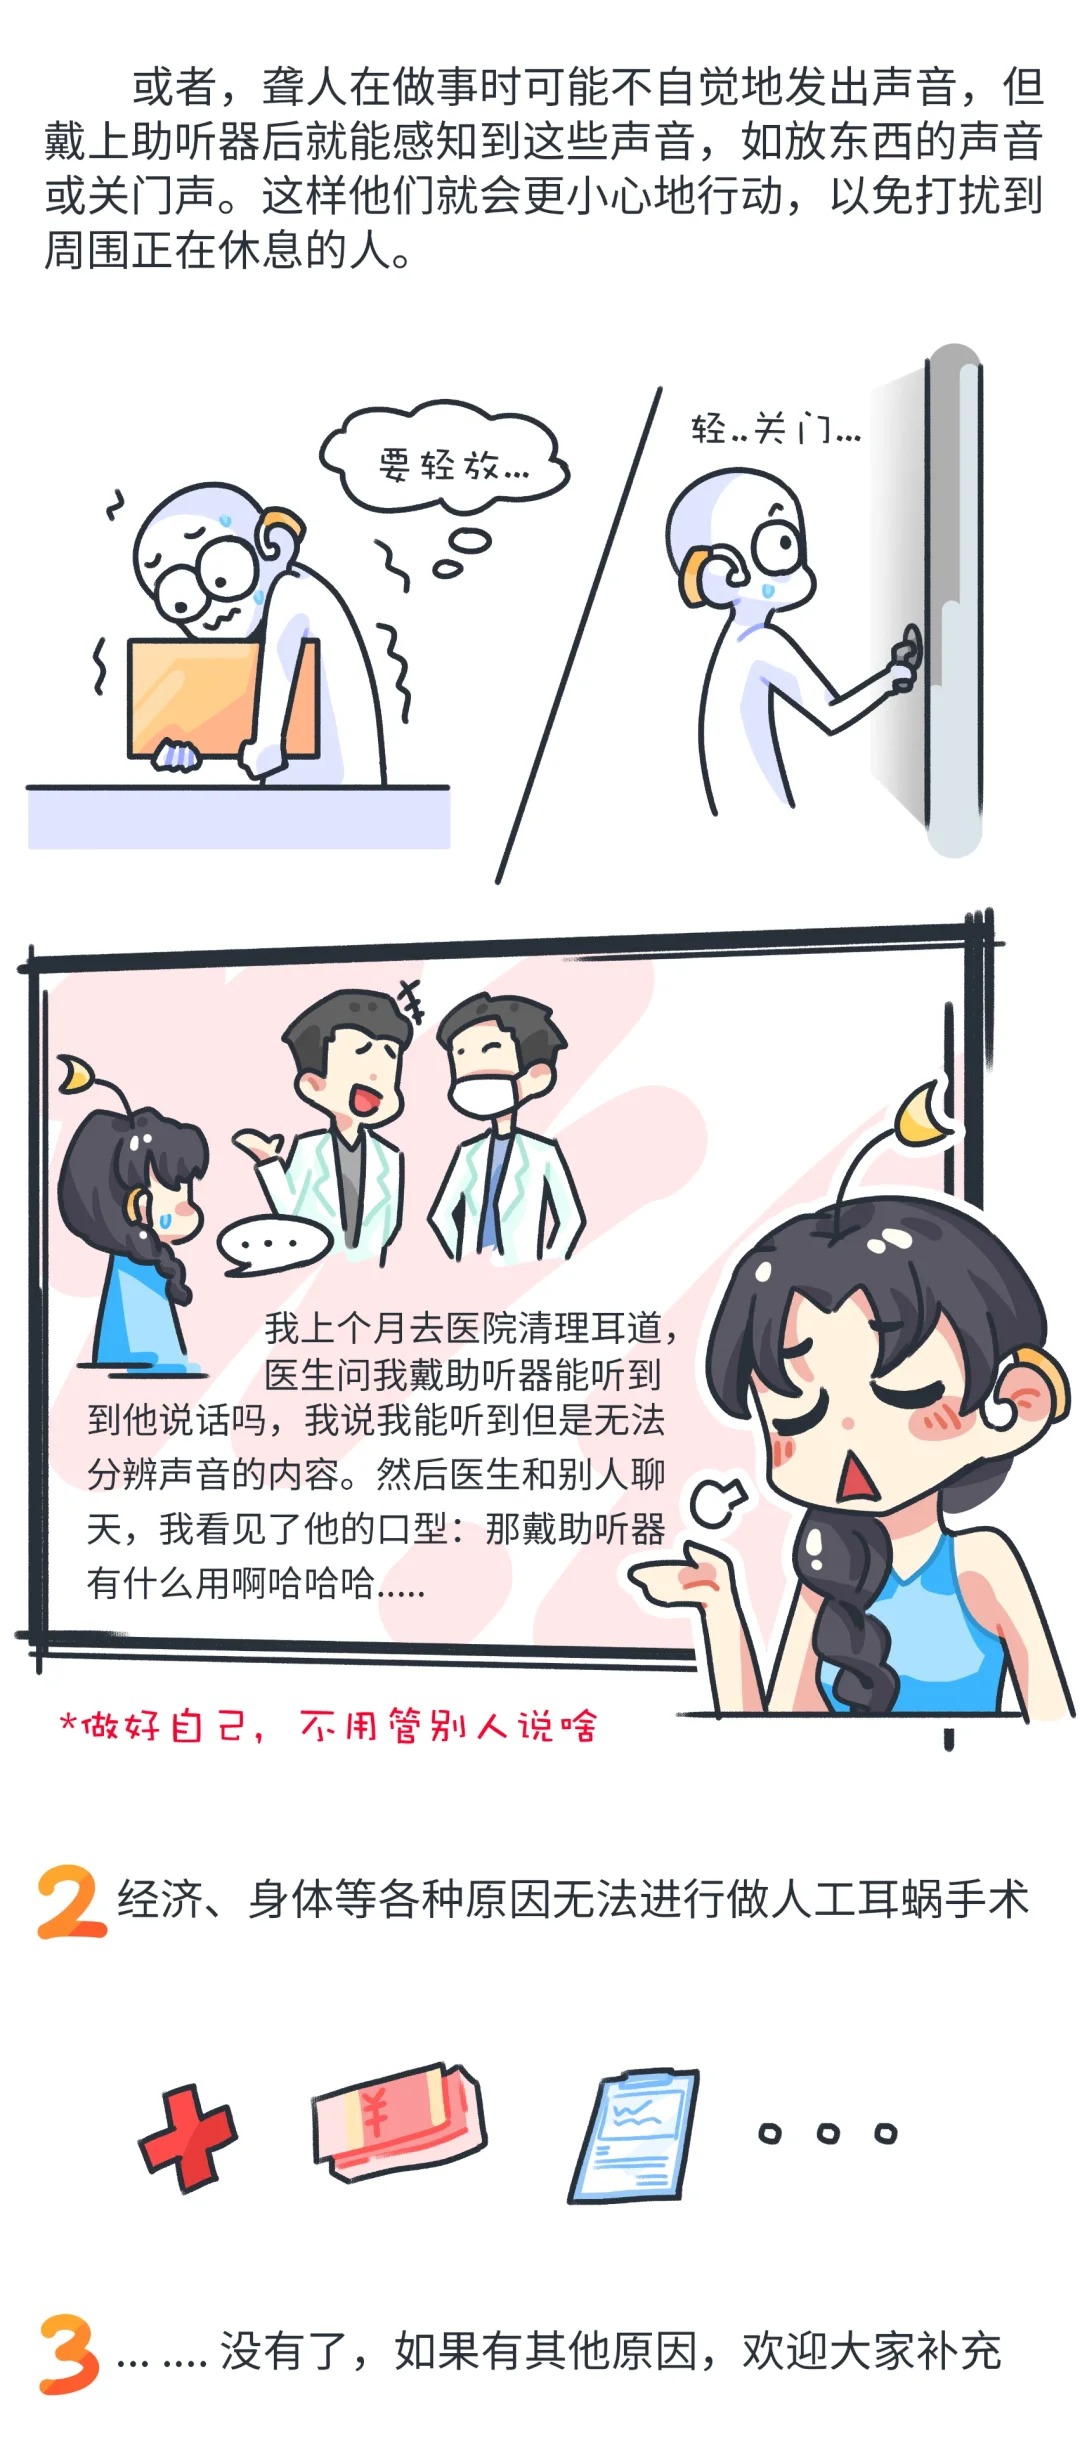 或者，聋人在做事时可能不自觉地发出声音，但
戴上助听器后就能感知到这些声音，如放东西的声音
或关门声。这样他们就会更小心地行动，以免打扰到
周围正在休息的人。
要轻放...
轻..关门...
我上个月去医院清理耳道，
医生问我戴助听器能听到
到他说话吗，我说我能听到但是无法
分辨声音的内容。然后医生和别人聊
天，我看见了他的口型：那戴助听器
有什么用啊哈哈哈.....
*做好自己，不用管别人说啥
2 经济、身体等各种原因无法进行做人工耳蜗手术
¥
3 ... .... 没有了，如果有其他原因，欢迎大家补充